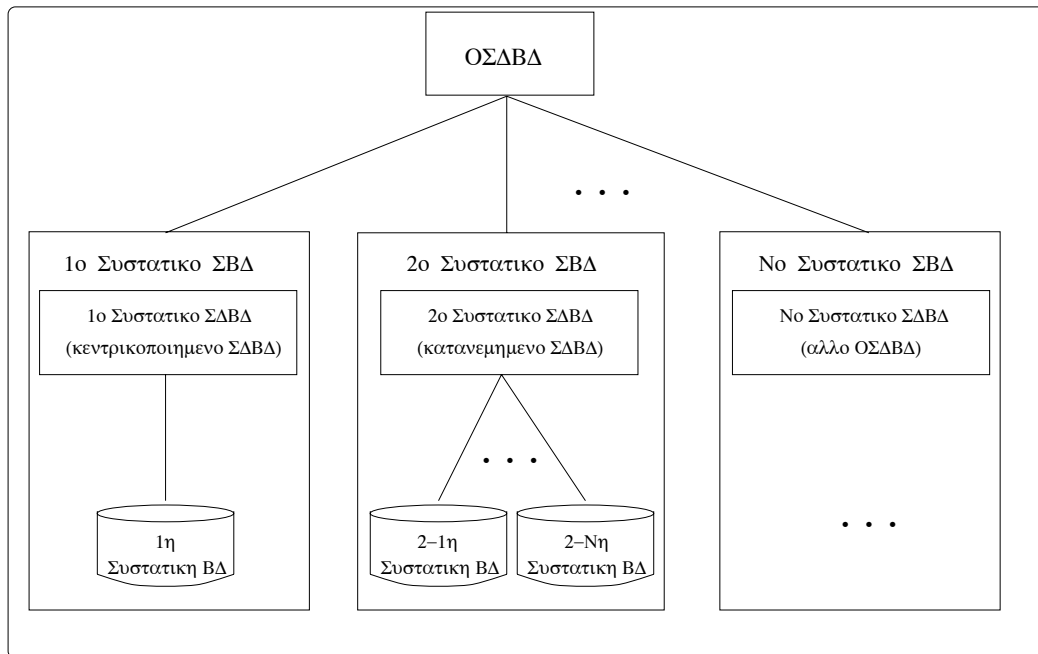 ΟΣΔΒΔ
. . .
1ο Συστατικο ΣΒΔ
2ο Συστατικο ΣΒΔ
Νο Συστατικο ΣΒΔ
1ο Συστατικο ΣΔΒΔ
(κεντρικοποιημενο ΣΔΒΔ)
2ο Συστατικο ΣΔΒΔ
(κατανεμημενο ΣΔΒΔ)
Νο Συστατικο ΣΔΒΔ
(αλλο ΟΣΔΒΔ)
. . .
1η
Συστατικη ΒΔ
2−1η
Συστατικη ΒΔ
2−Νη
Συστατικη ΒΔ
. . .